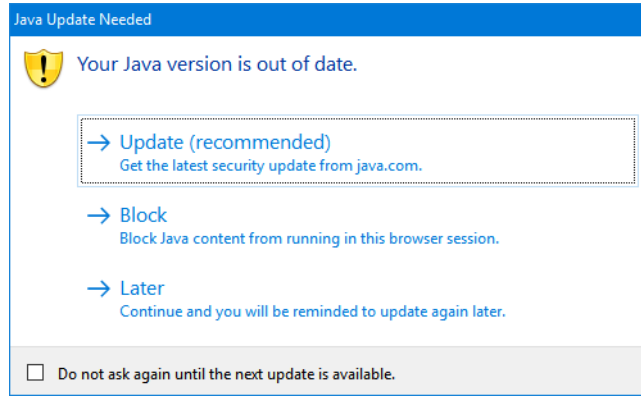 Java Update Needed
Your Java version is out of date.
Update (recommended)
Get the latest security update from java.com.
Block
Block Java content from running in this browser session.
Later
Continue and you will be reminded to update again later.
Do not ask again until the next update is available.